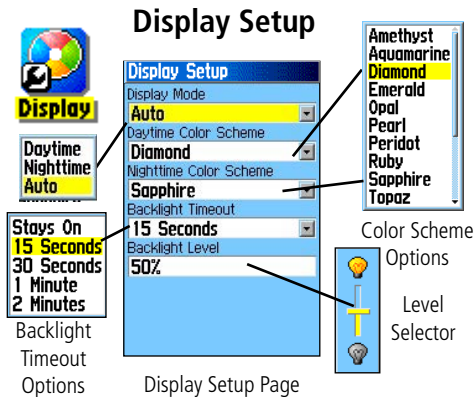 Display Setup
Display
Daytime
Nighttime
Auto
Stays On
15 Seconds
30 Seconds
1 Minute
2 Minutes
Backlight
Timeout
Options
Display Setup
Display Mode
Auto
Daytime Color Scheme
Diamond
Nighttime Color Scheme
Sapphire
Backlight Timeout
15 Seconds
Backlight Level
50%
Display Setup Page
Amethyst
Aquamarine
Diamond
Emerald
Opal
Pearl
Peridot
Ruby
Sapphire
Topaz
Color Scheme
Options
Level
Selector